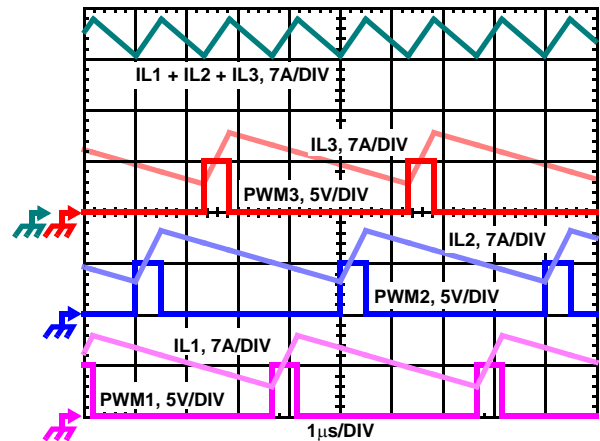 IL1 + IL2 + IL3, 7A/DIV
IL3, 7A/DIV
PWM3, 5V/DIV
IL2, 7A/DIV
PWM2, 5V/DIV
IL1, 7A/DIV
PWM1, 5V/DIV
1μs/DIV